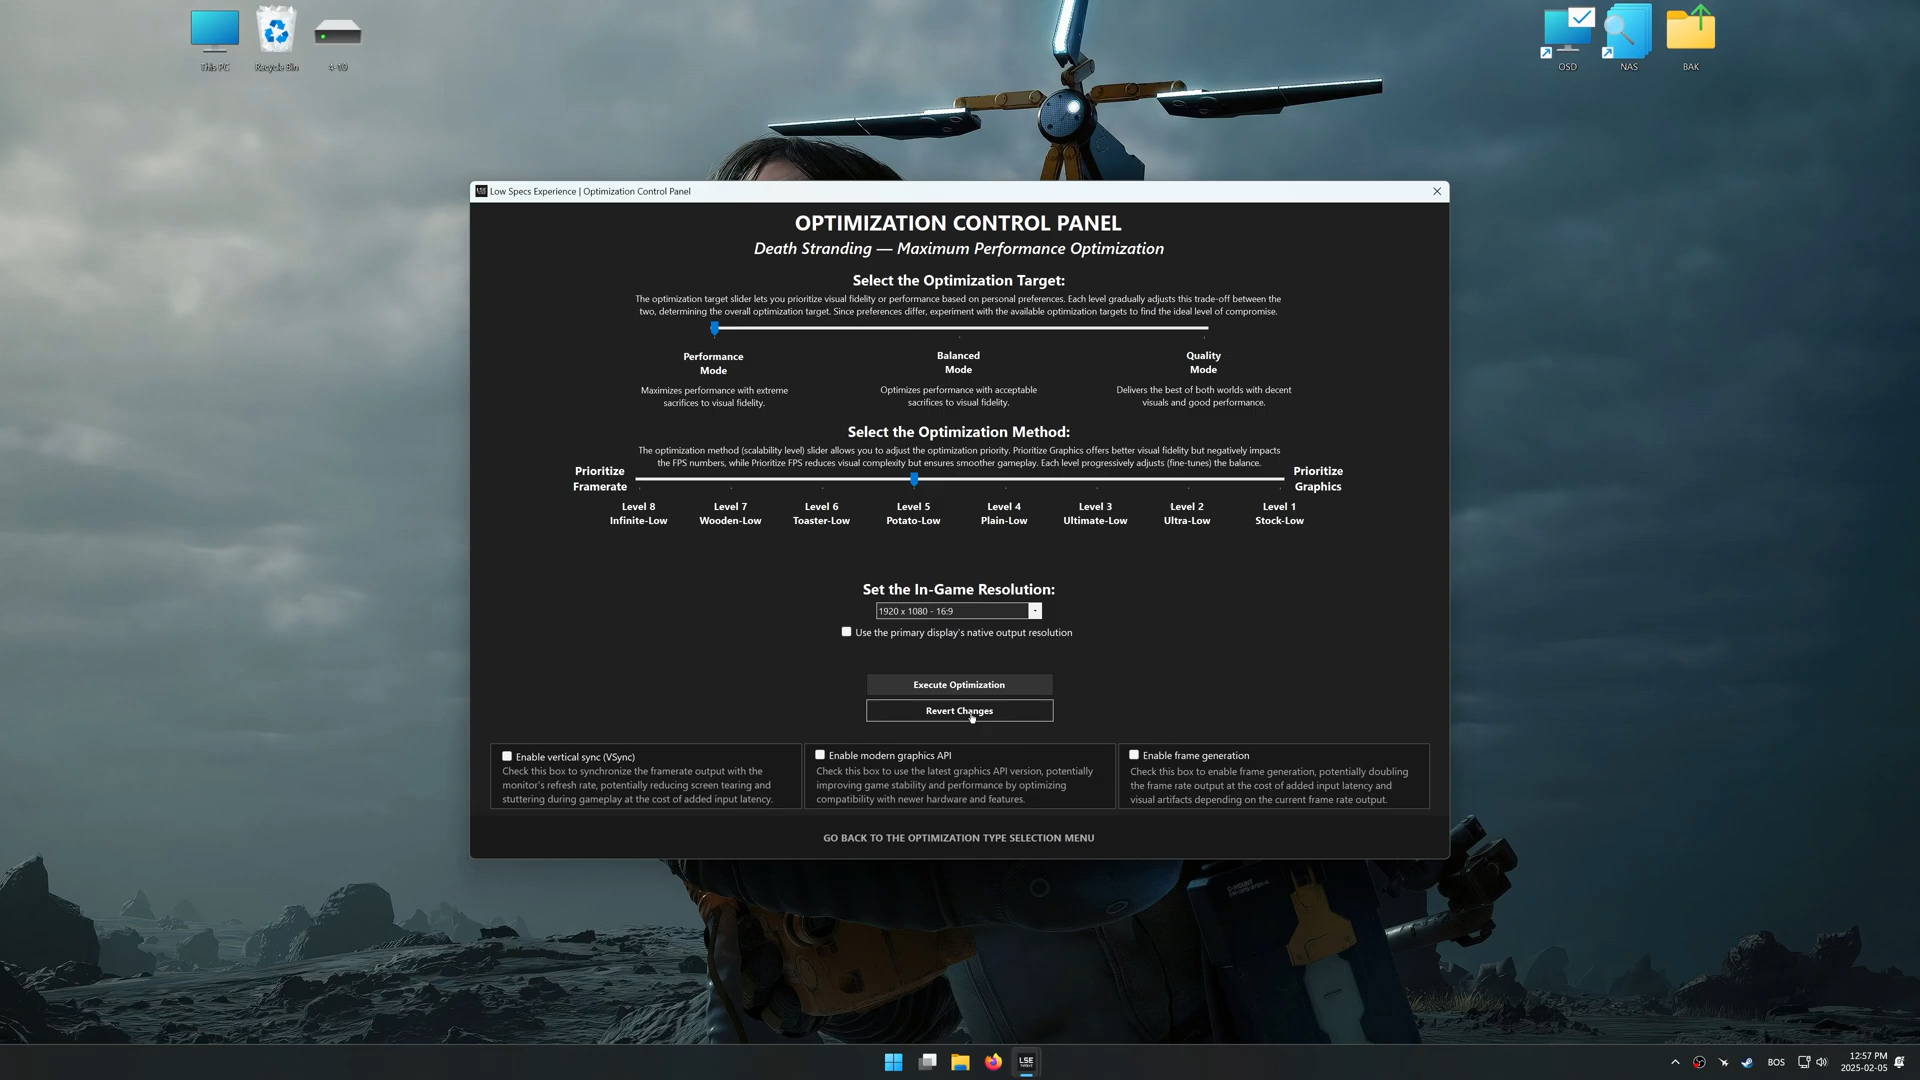 This PC
Recycle Bin
4-10
OSD
NAS
BAK
LSE
Low Specs Experience | Optimization Control Panel
OPTIMIZATION CONTROL PANEL
Death Stranding — Maximum Performance Optimization
Select the Optimization Target:
The optimization target slider lets you prioritize visual fidelity or performance based on personal preferences. Each level gradually adjusts this trade-off between the
two, determining the overall optimization target. Since preferences differ, experiment with the available optimization targets to find the ideal level of compromise.
Performance
Mode
Maximizes performance with extreme
sacrifices to visual fidelity.
Balanced
Mode
Optimizes performance with acceptable
sacrifices to visual fidelity.
Quality
Mode
Delivers the best of both worlds with decent
visuals and good performance.
Select the Optimization Method:
The optimization method (scalability level) slider allows you to adjust the optimization priority. Prioritize Graphics offers better visual fidelity but negatively impacts
the FPS numbers, while Prioritize FPS reduces visual complexity but ensures smoother gameplay. Each level progressively adjusts (fine-tunes) the balance.
Prioritize
Framerate
Prioritize
Graphics
Level 8
Infinite-Low
Level 7
Wooden-Low
Level 6
Toaster-Low
Level 5
Potato-Low
Level 4
Plain-Low
Level 3
Ultimate-Low
Level 2
Ultra-Low
Level 1
Stock-Low
Set the In-Game Resolution:
1920 x 1080 - 16:9
Use the primary display's native output resolution
Execute Optimization
Revert Changes
Enable vertical sync (VSync)
Check this box to synchronize the framerate output with the
monitor's refresh rate, potentially reducing screen tearing and
stuttering during gameplay at the cost of added input latency.
Enable modern graphics API
Check this box to use the latest graphics API version, potentially
improving game stability and performance by optimizing
compatibility with newer hardware and features.
Enable frame generation
Check this box to enable frame generation, potentially doubling
the frame rate output at the cost of added input latency and
visual artifacts depending on the current frame rate output.
GO BACK TO THE OPTIMIZATION TYPE SELECTION MENU
LSE
BOS
12:57 PM
2025-02-05